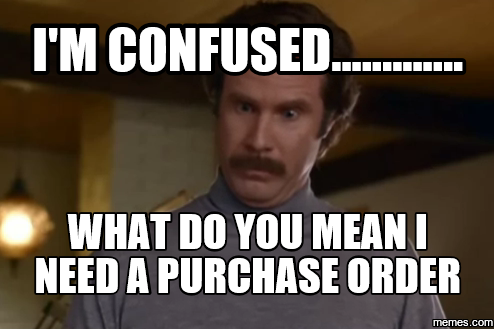 I'M CONFUSED.............
WHAT DO YOU MEAN I
NEED A PURCHASE ORDER
memes.com